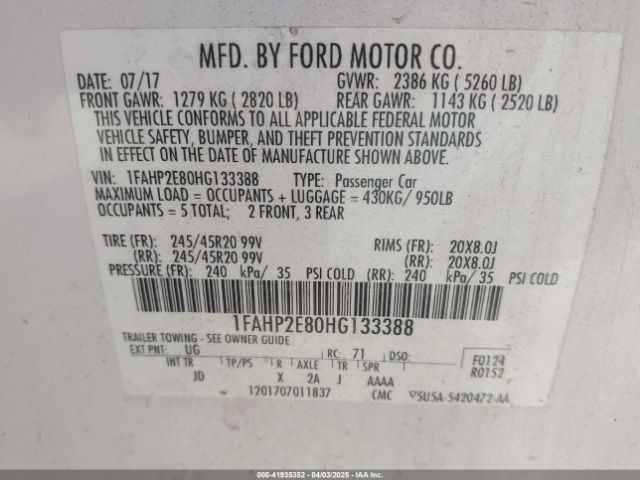 MFD. BY FORD MOTOR CO.
DATE: 07/17 GVWR: 2386 KG ( 5260 LB)
FRONT GAWR: 1279 KG ( 2820 LB) REAR GAWR: 1143 KG ( 2520 LB)
THIS VEHICLE CONFORMS TO ALL APPLICABLE FEDERAL MOTOR
VEHICLE SAFETY, BUMPER, AND THEFT PREVENTION STANDARDS
IN EFFECT ON THE DATE OF MANUFACTURE SHOWN ABOVE.
VIN: 1FAHP2E80HG133388 TYPE: Passenger Car
MAXIMUM LOAD = OCCUPANTS + LUGGAGE = 430KG/ 950LB
OCCUPANTS = 5 TOTAL; 2 FRONT, 3 REAR
TIRE (FR): 245/45R20 99V RIMS (FR): 20X8.0J
(RR): 245/45R20 99V (RR): 20X8.0J
PRESSURE (FR): 240 kPa/ 35 PSI COLD (RR): 240 kPa/ 35 PSI COLD
1FAHP2E80HG133388
TRAILER TOWING - SEE OWNER GUIDE
EXT PNT: UG RC: 71 DSO: F0124
INT TR TP/PS R AXLE TR SPR R0152
JD X 2A J AAAA
1201707011837 CMC 5USA-5420472-AA
000-41935352 - 04/03/2025 - IAAI.com